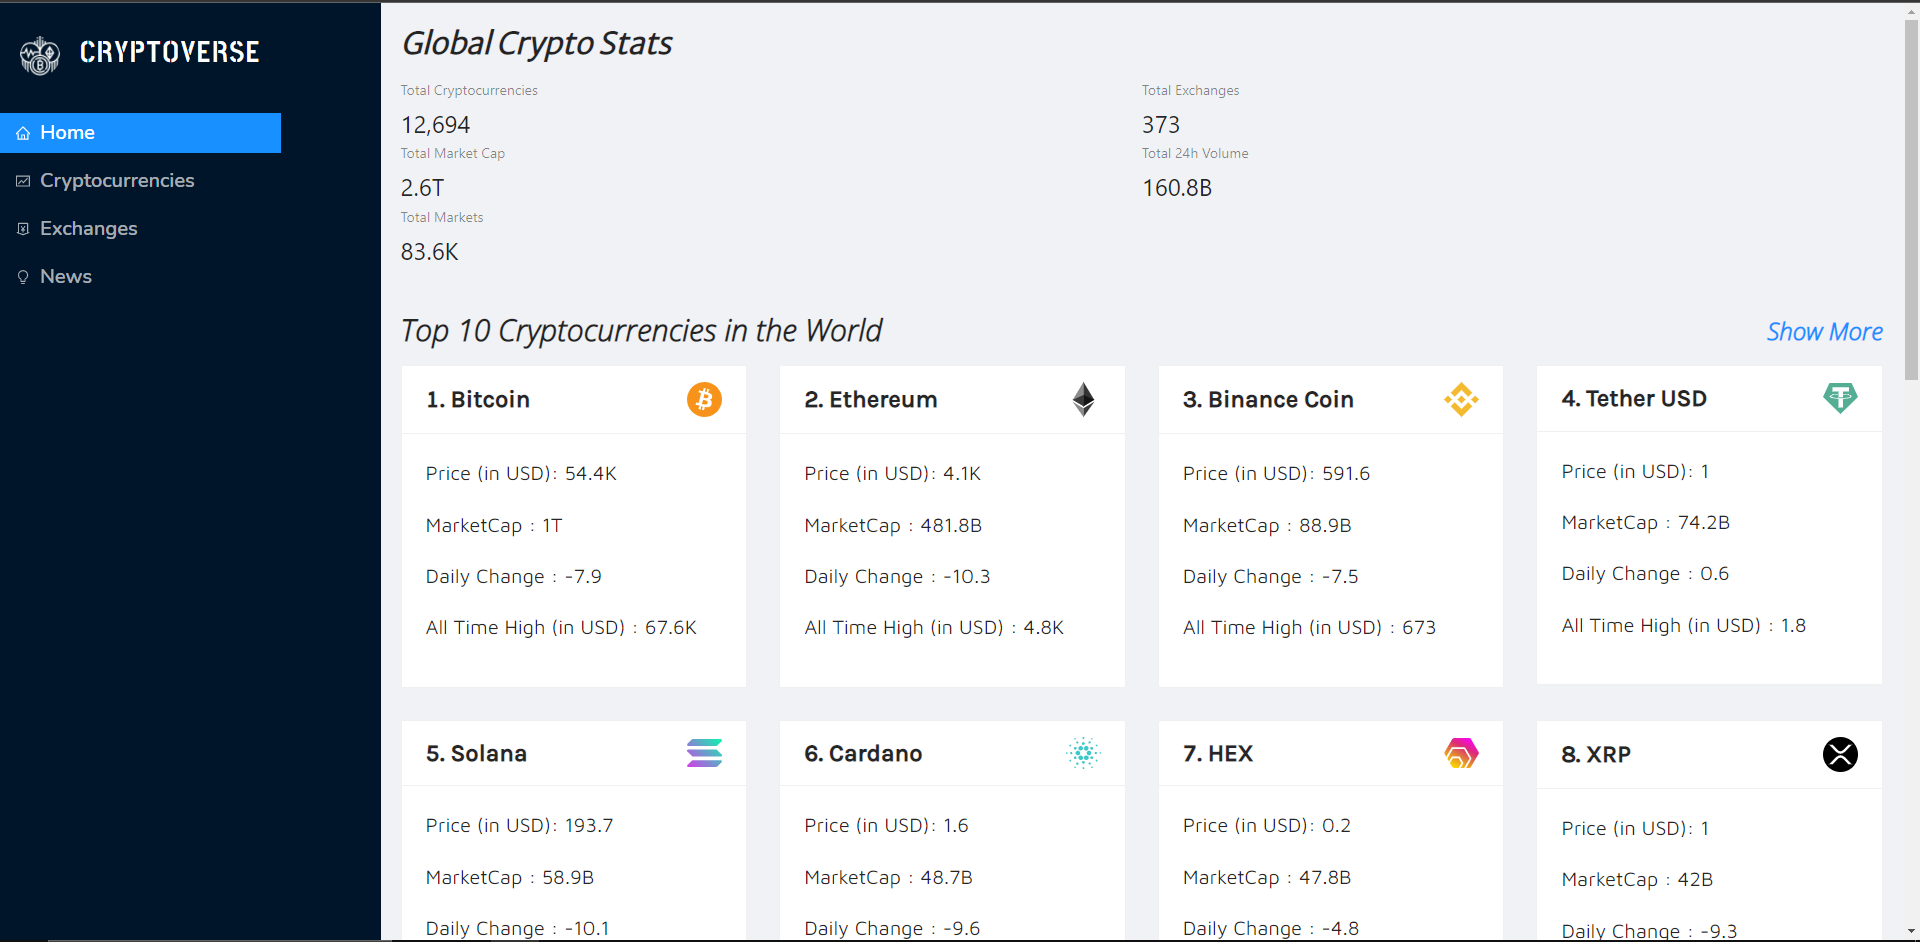 CRYPTOVERSE
Home
Cryptocurrencies
Exchanges
News
Global Crypto Stats
Total Cryptocurrencies
12,694
Total Exchanges
373
Total Market Cap
2.6T
Total 24h Volume
160.8B
Total Markets
83.6K
Top 10 Cryptocurrencies in the World
Show More
1. Bitcoin
Price (in USD): 54.4K
MarketCap : 1T
Daily Change : -7.9
All Time High (in USD) : 67.6K
2. Ethereum
Price (in USD): 4.1K
MarketCap : 481.8B
Daily Change : -10.3
All Time High (in USD) : 4.8K
3. Binance Coin
Price (in USD): 591.6
MarketCap : 88.9B
Daily Change : -7.5
All Time High (in USD) : 673
4. Tether USD
Price (in USD): 1
MarketCap : 74.2B
Daily Change : 0.6
All Time High (in USD) : 1.8
5. Solana
Price (in USD): 193.7
MarketCap : 58.9B
Daily Change : -10.1
6. Cardano
Price (in USD): 1.6
MarketCap : 48.7B
Daily Change : -9.6
7. HEX
Price (in USD): 0.2
MarketCap : 47.8B
Daily Change : -4.8
8. XRP
Price (in USD): 1
MarketCap : 42B
Daily Change : -9.3